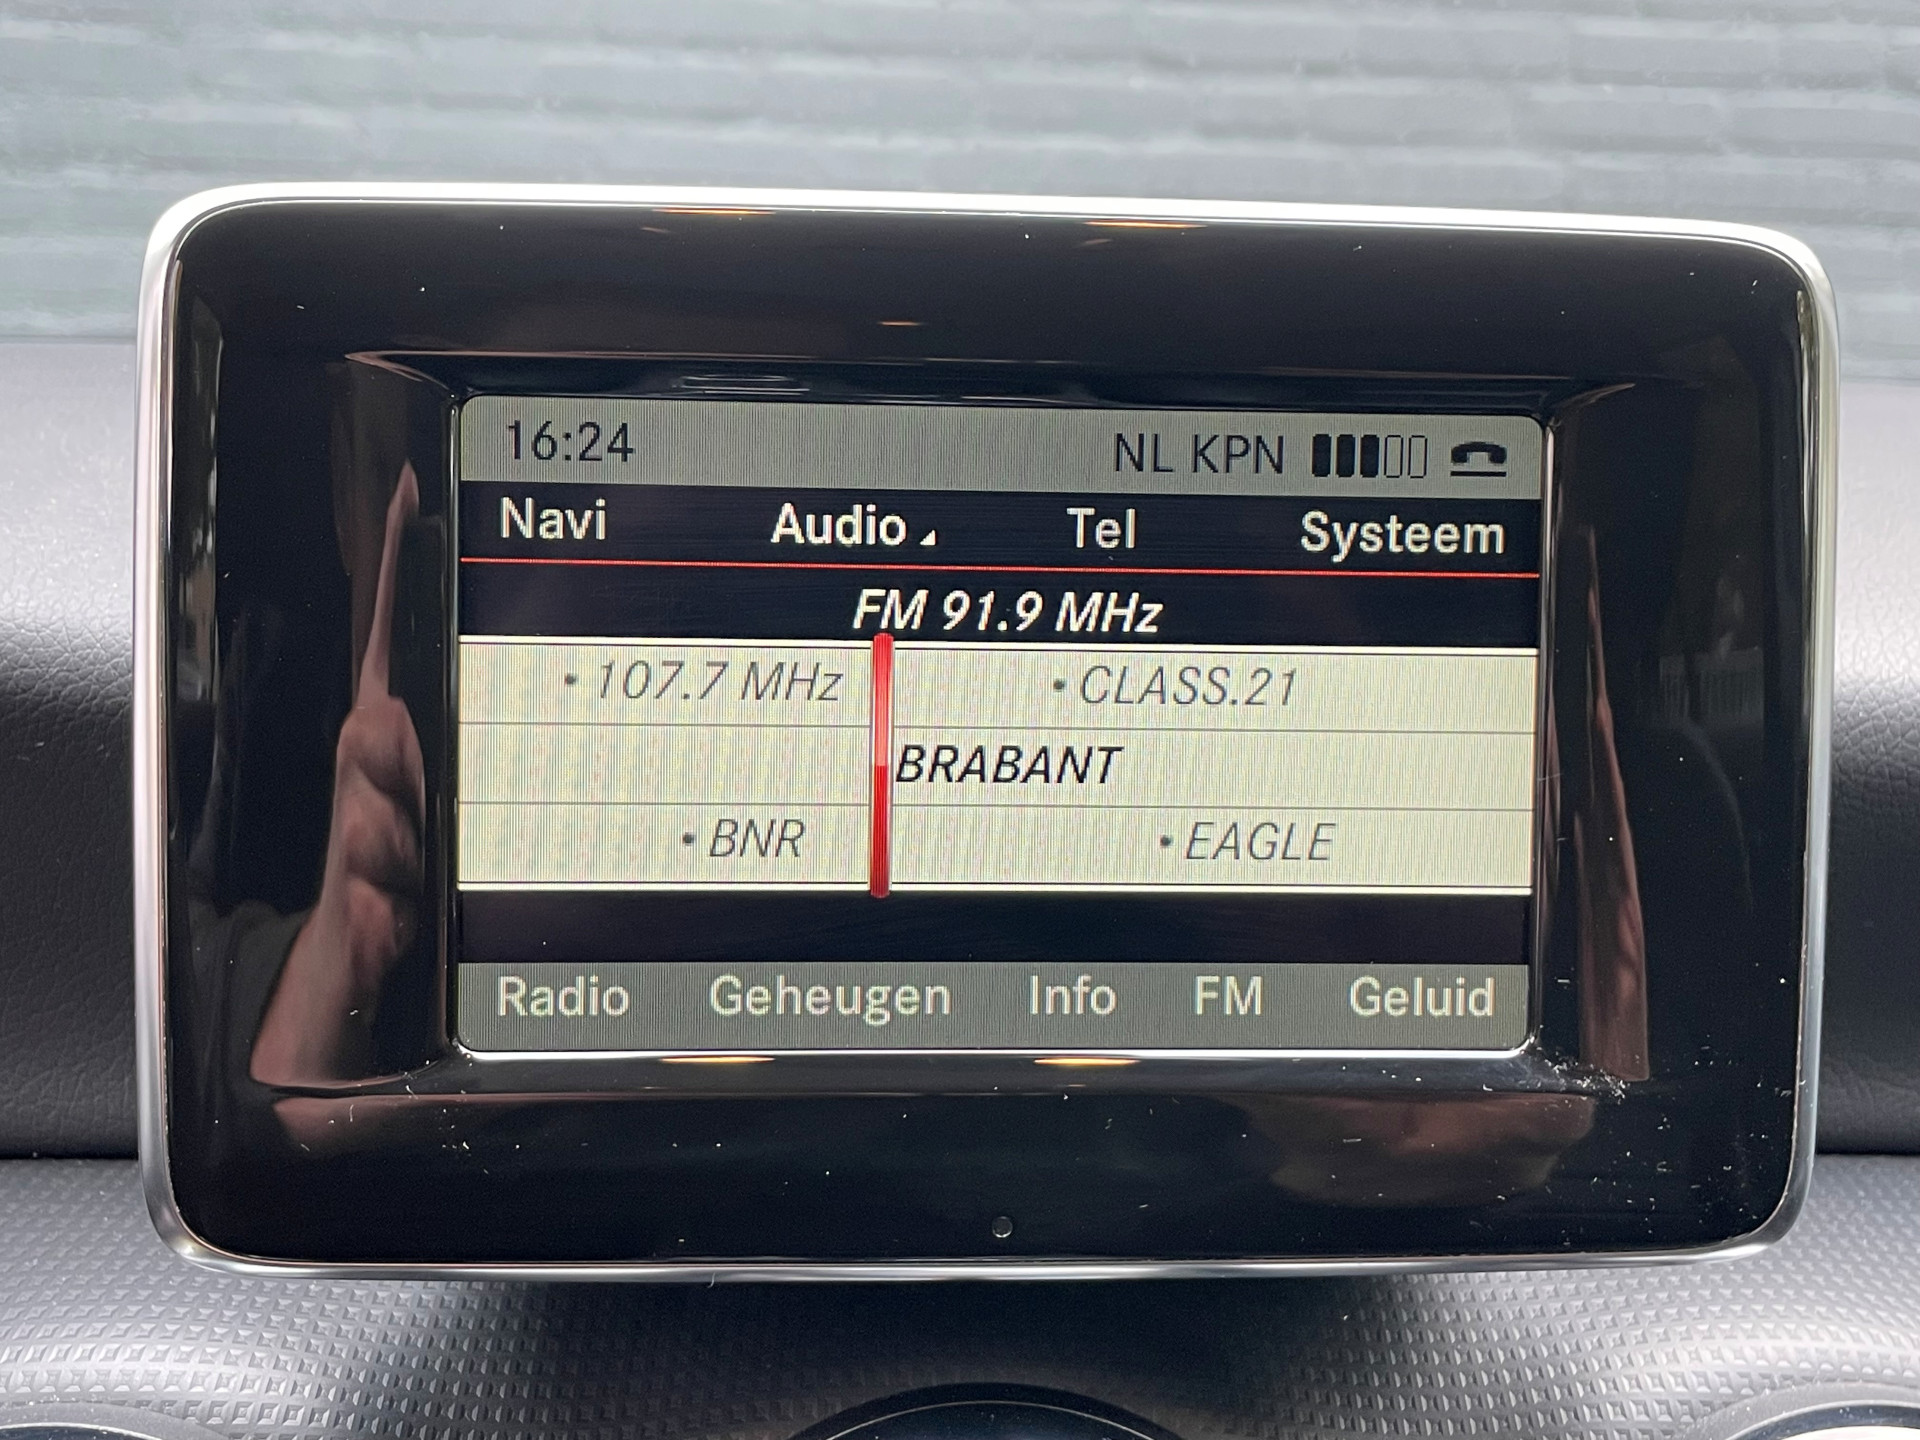 16:24 NL KPN
Navi Audio Tel Systeem
FM 91.9 MHz
• 107.7 MHz • CLASS.21
BRABANT
• BNR • EAGLE
Radio Geheugen Info FM Geluid